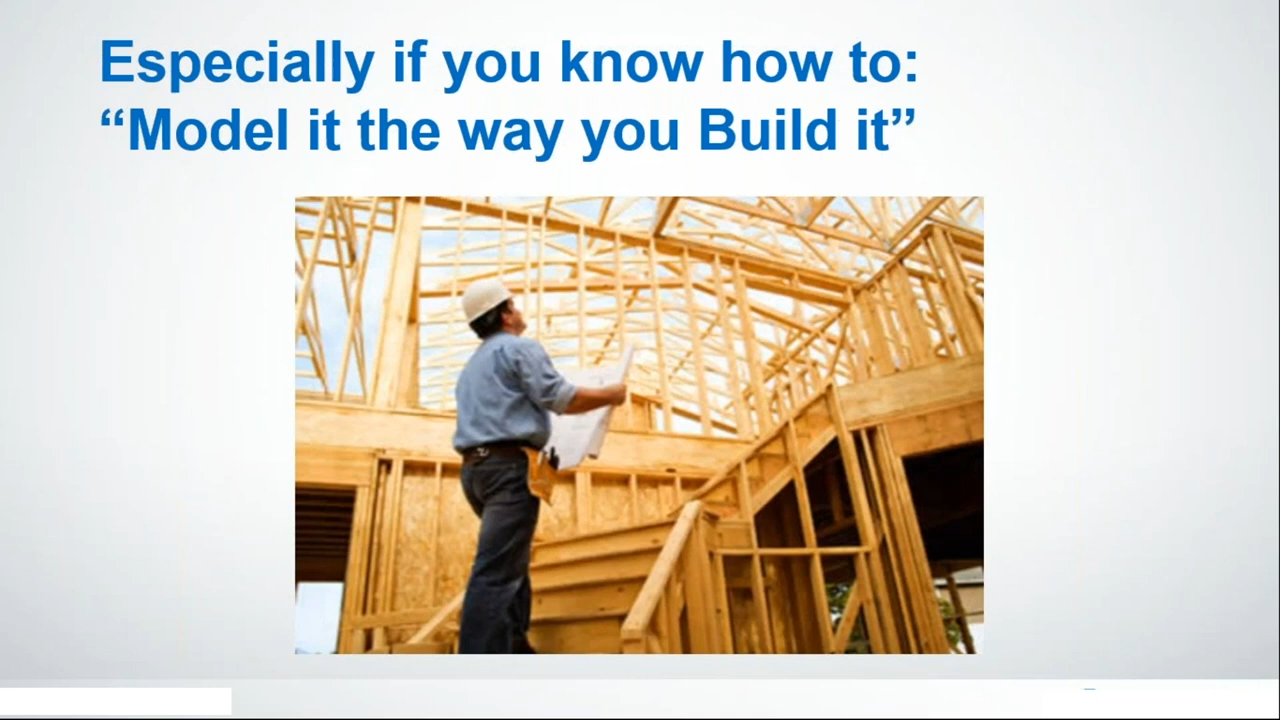 Especially if you know how to:
“Model it the way you Build it”